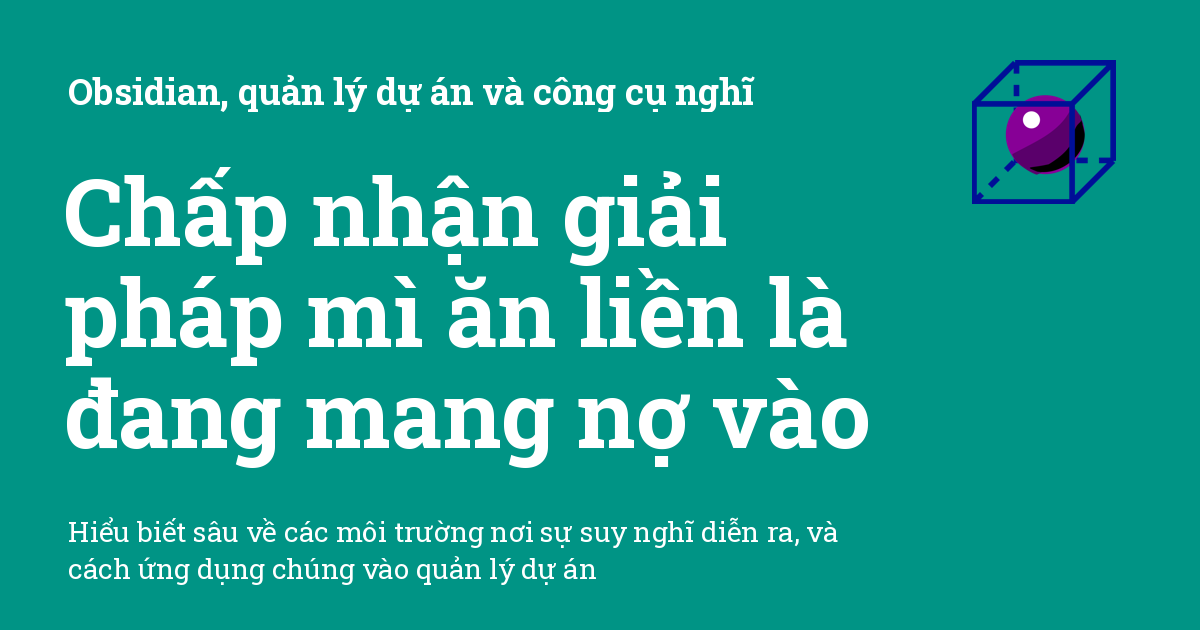 Obsidian, quản lý dự án và công cụ nghĩ
Chấp nhận giải
pháp mì ăn liền là
đang mang nợ vào
Hiểu biết sâu về các môi trường nơi sự suy nghĩ diễn ra, và
cách ứng dụng chúng vào quản lý dự án